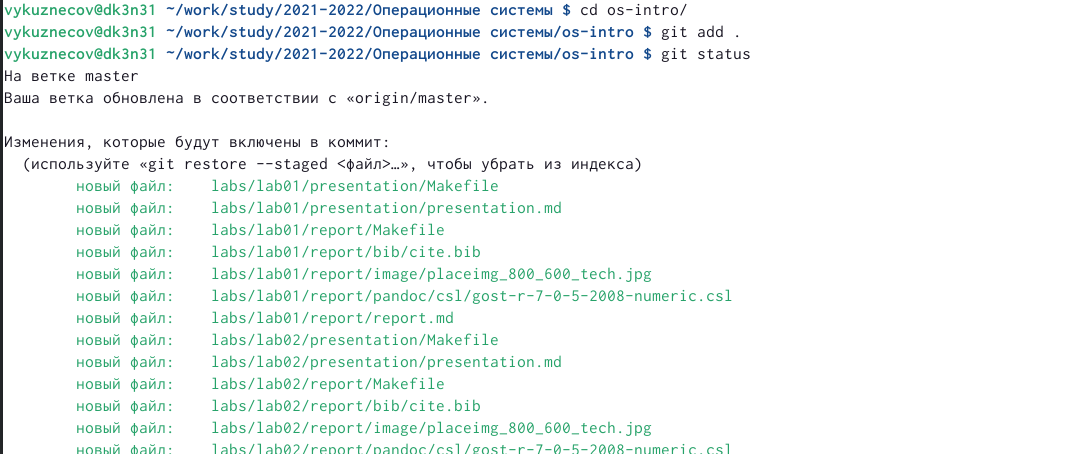 vykuznecov@dk3n31 ~/work/study/2021-2022/Операционные системы $ cd os-intro/
vykuznecov@dk3n31 ~/work/study/2021-2022/Операционные системы/os-intro $ git add .
vykuznecov@dk3n31 ~/work/study/2021-2022/Операционные системы/os-intro $ git status
На ветке master
Ваша ветка обновлена в соответствии с «origin/master».

Изменения, которые будут включены в коммит:
  (используйте «git restore --staged <файл>…», чтобы убрать из индекса)
        новый файл:    labs/lab01/presentation/Makefile
        новый файл:    labs/lab01/presentation/presentation.md
        новый файл:    labs/lab01/report/Makefile
        новый файл:    labs/lab01/report/bib/cite.bib
        новый файл:    labs/lab01/report/image/placeimg_800_600_tech.jpg
        новый файл:    labs/lab01/report/pandoc/csl/gost-r-7-0-5-2008-numeric.csl
        новый файл:    labs/lab01/report/report.md
        новый файл:    labs/lab02/presentation/Makefile
        новый файл:    labs/lab02/presentation/presentation.md
        новый файл:    labs/lab02/report/Makefile
        новый файл:    labs/lab02/report/bib/cite.bib
        новый файл:    labs/lab02/report/image/placeimg_800_600_tech.jpg
        новый файл:    labs/lab02/report/pandoc/csl/gost-r-7-0-5-2008-numeric.csl